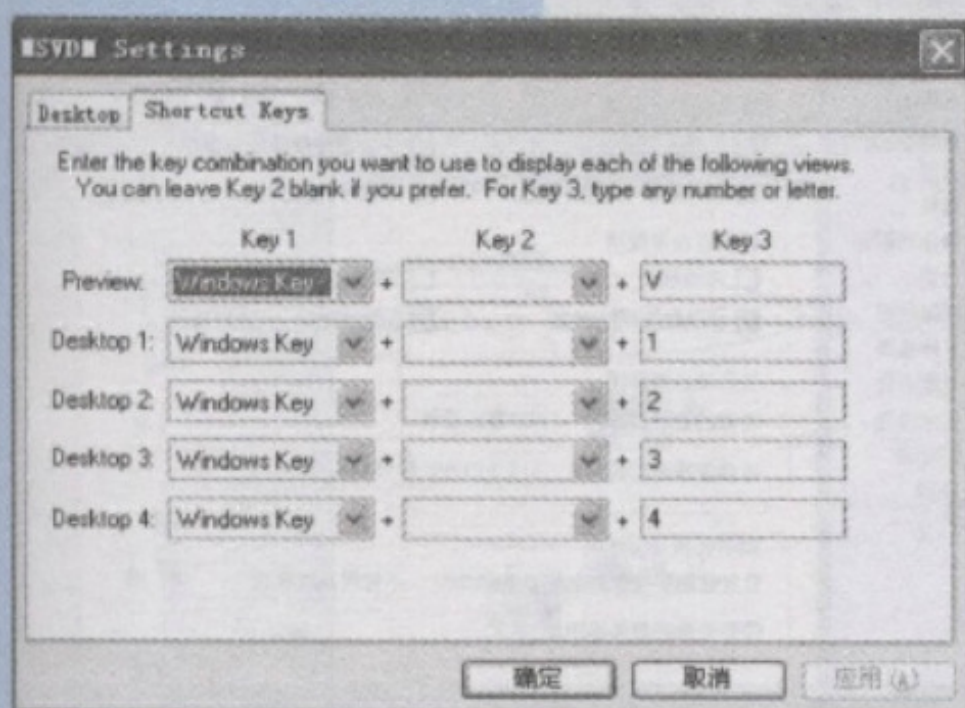 ■SVD■ Settings
Desktop Shortcut Keys
Enter the key combination you want to use to display each of the following views.
You can leave Key 2 blank if you prefer. For Key 3, type any number or letter.
Key 1 Key 2 Key 3
Preview: Windows Key + + V
Desktop 1: Windows Key + + 1
Desktop 2: Windows Key + + 2
Desktop 3: Windows Key + + 3
Desktop 4: Windows Key + + 4
确定 取消 应用(A)